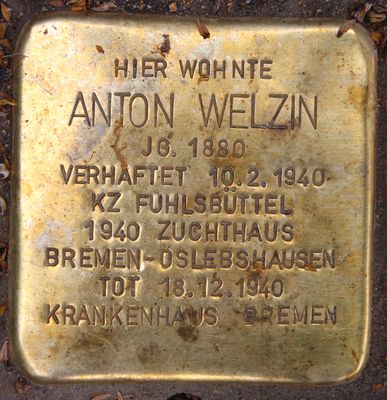 HIER WOHNTE
ANTON WELZIN
JG. 1880
VERHAFTET 10.2.1940
KZ FUHLSBÜTTEL
1940 ZUCHTHAUS
BREMEN-OSLEBSHAUSEN
TOT 18.12.1940
KRANKENHAUS BREMEN